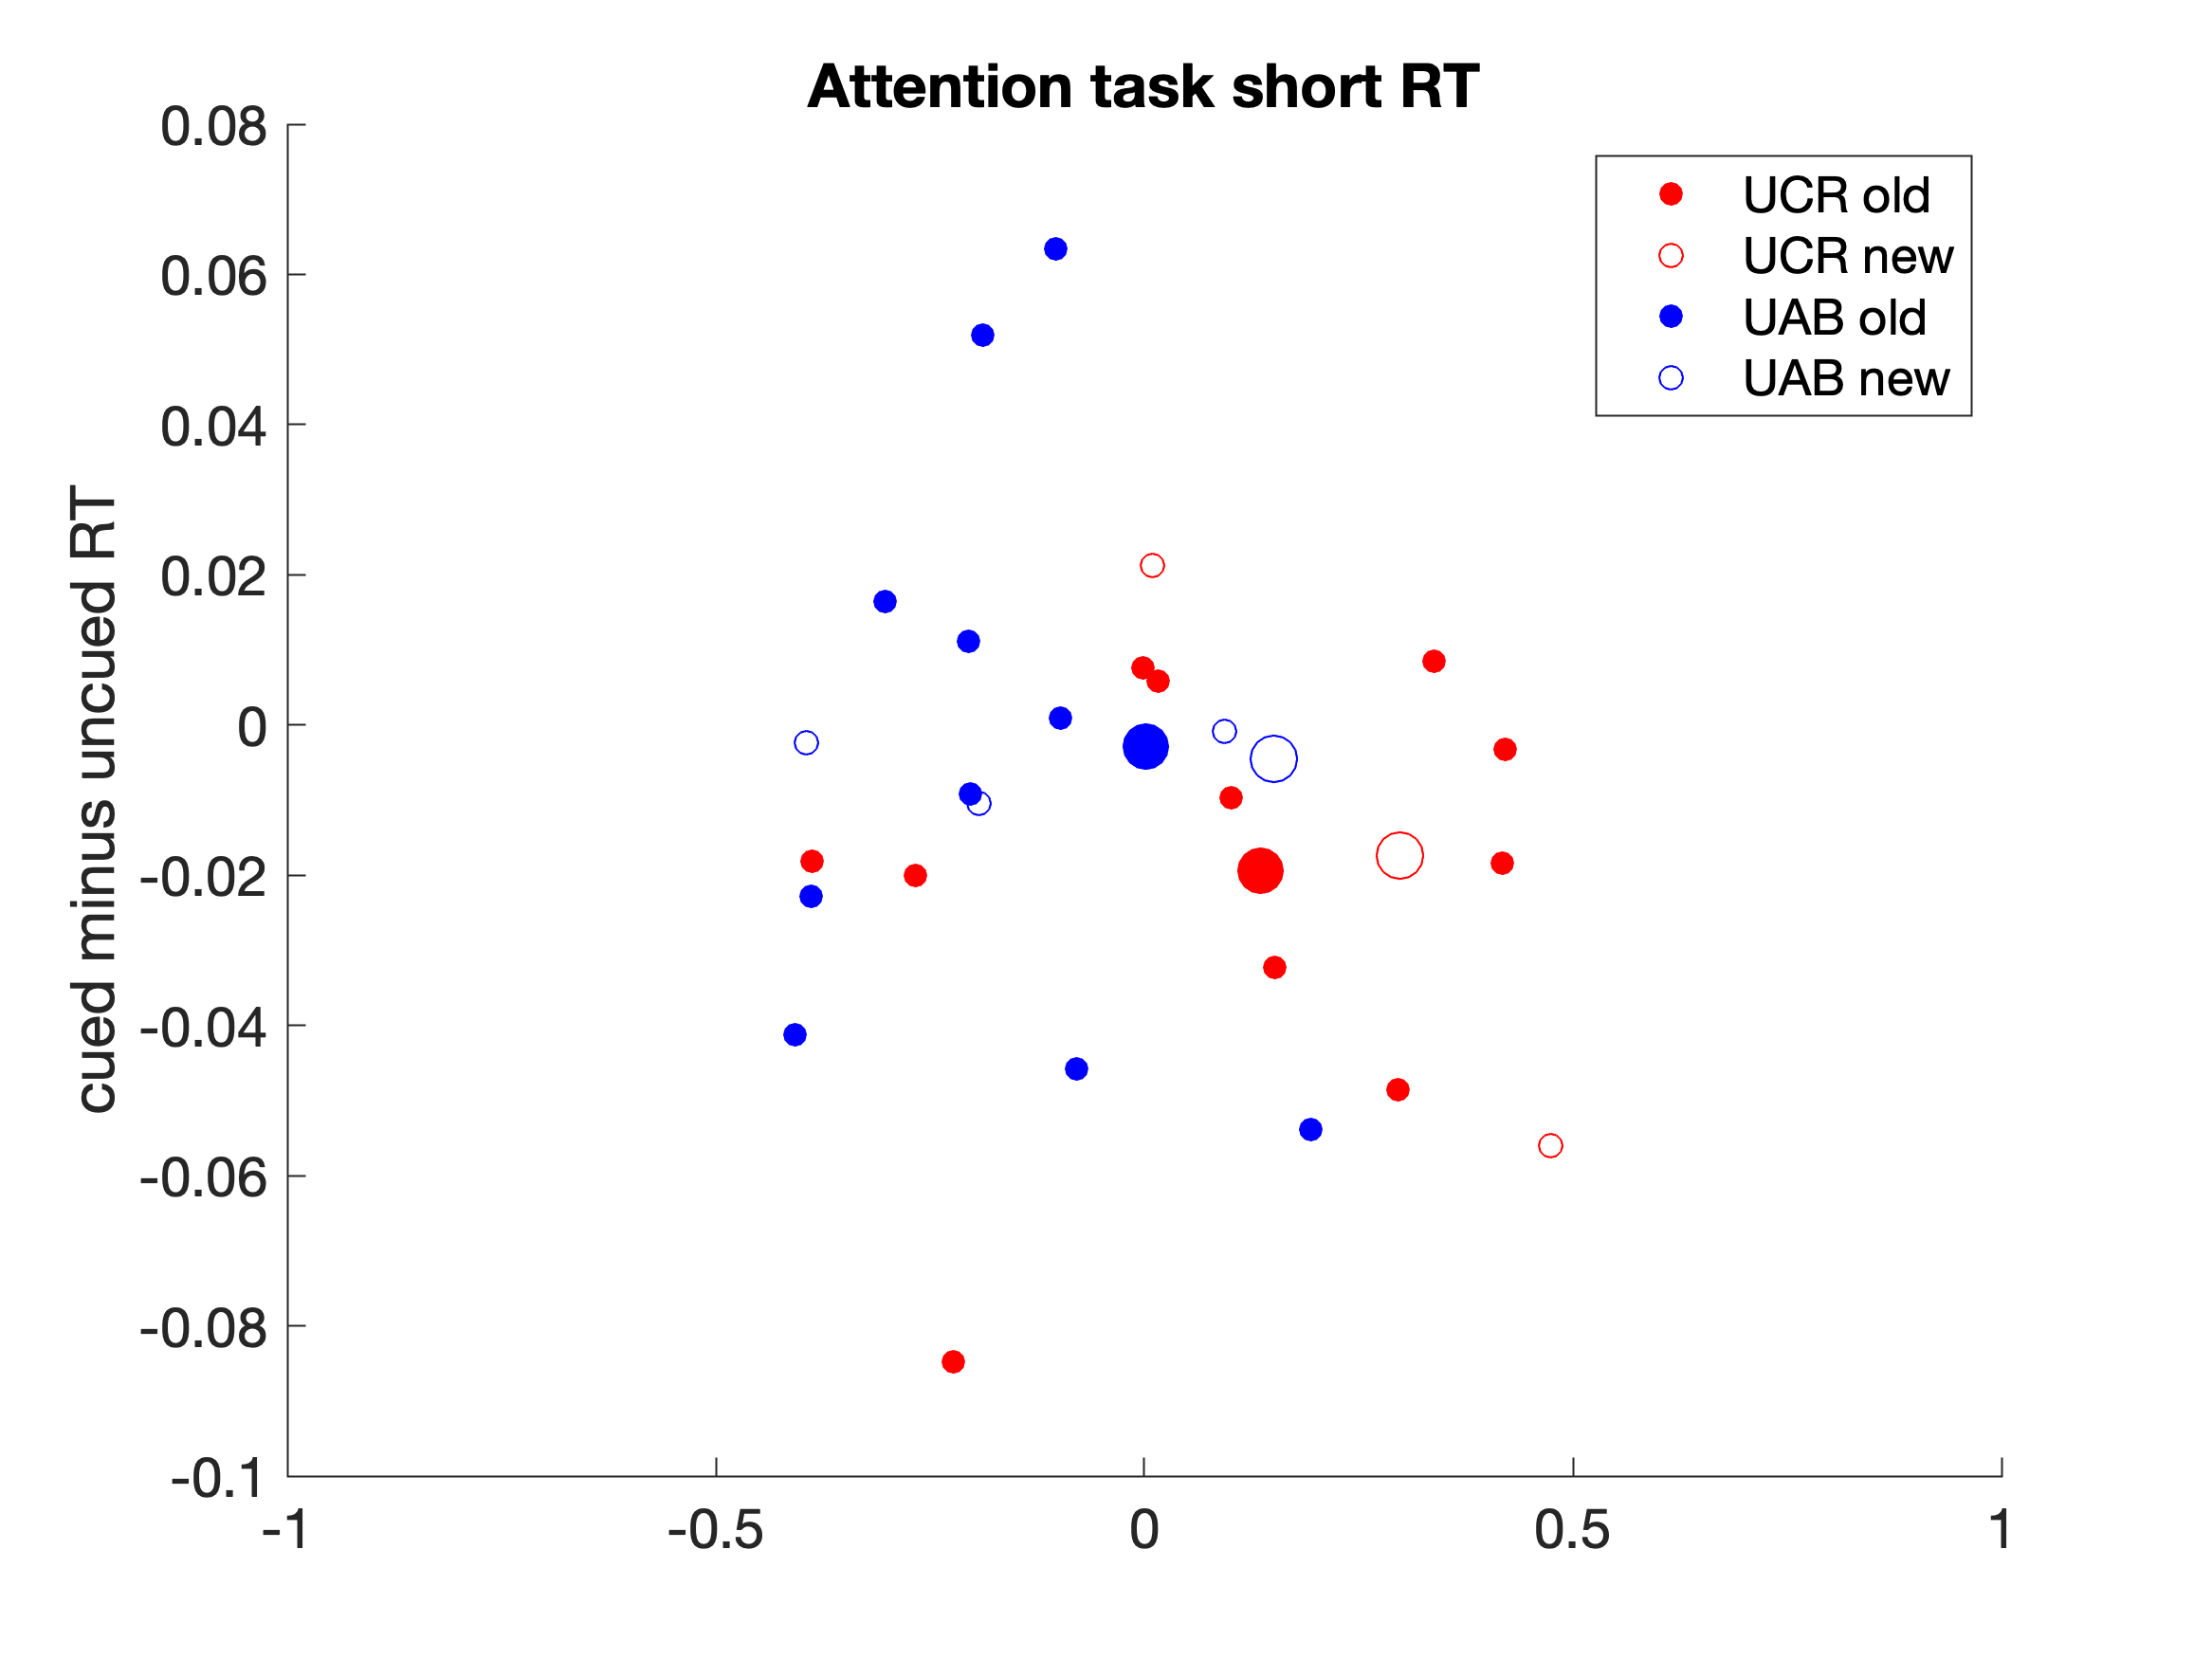 Attention task short RT
UCR old
UCR new
UAB old
UAB new
cued minus uncued RT
0.08
0.06
0.04
0.02
0
-0.02
-0.04
-0.06
-0.08
-0.1
-1 -0.5 0 0.5 1